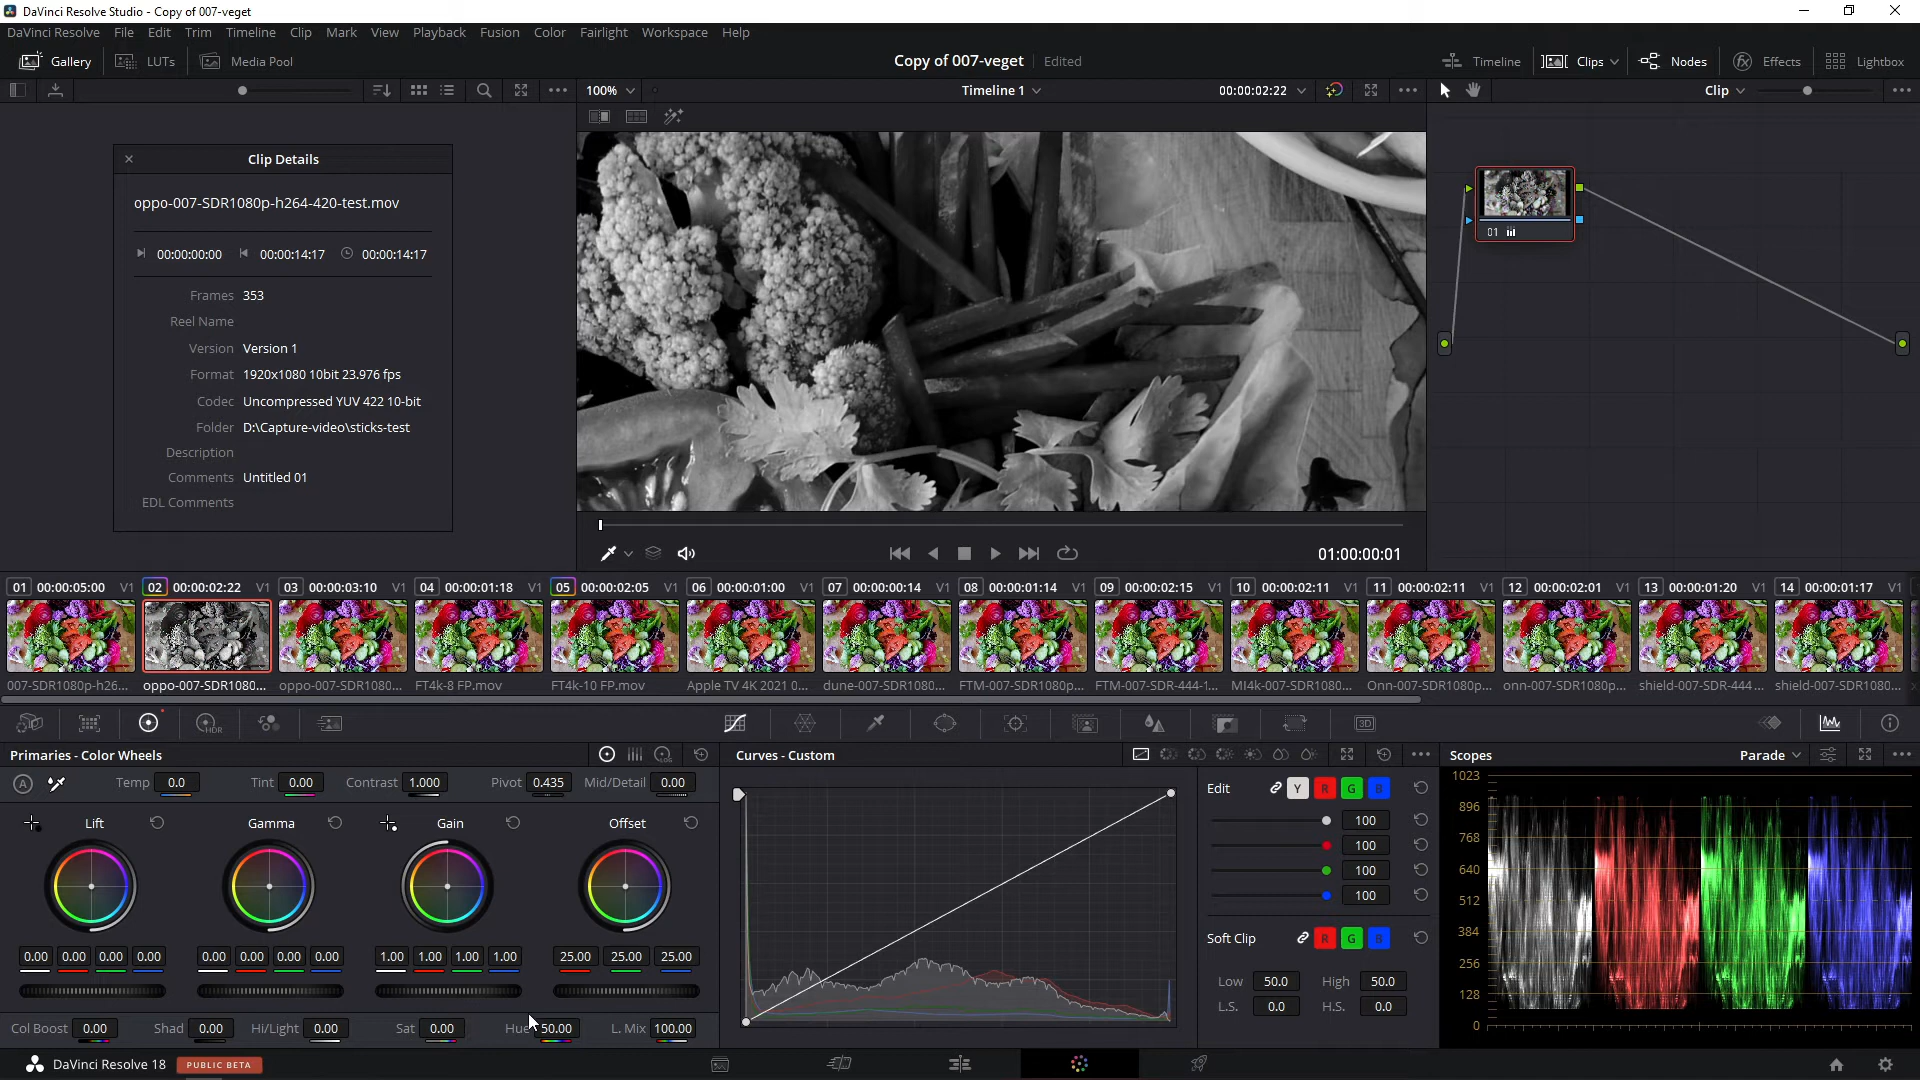 DaVinci Resolve Studio - Copy of 007-veget
DaVinci Resolve File Edit Trim Timeline Clip Mark View Playback Fusion Color Fairlight Workspace Help
Gallery LUTs Media Pool Copy of 007-veget Edited Timeline Clips Nodes Effects Lightbox
100% Timeline 1 00:00:02:22 Clip
Clip Details
oppo-007-SDR1080p-h264-420-test.mov
00:00:00:00 00:00:14:17 00:00:14:17
Frames 353
Reel Name
Version Version 1
Format 1920x1080 10bit 23.976 fps
Codec Uncompressed YUV 422 10-bit
Folder D:\Capture-video\sticks-test
Description
Comments Untitled 01
EDL Comments
01
01:00:00:01
01 00:00:05:00 V1 02 00:00:02:22 V1 03 00:00:03:10 V1 04 00:00:01:18 V1 05 00:00:02:05 V1 06 00:00:01:00 V1 07 00:00:00:14 V1 08 00:00:01:14 V1 09 00:00:02:15 V1 10 00:00:02:11 V1 11 00:00:02:11 V1 12 00:00:02:01 V1 13 00:00:01:20 V1 14 00:00:01:17 V1
007-SDR1080p-h26... oppo-007-SDR1080... oppo-007-SDR1080... FT4k-8 FP.mov FT4k-10 FP.mov Apple TV 4K 2021 0... dune-007-SDR1080... FTM-007-SDR1080p... FTM-007-SDR-444-1... MI4k-007-SDR1080... Onn-007-SDR1080p... onn-007-SDR1080p... shield-007-SDR-444 ... shield-007-SDR1080...
HDR 3D
Primaries - Color Wheels LOG Curves - Custom Scopes Parade
A Temp 0.0 Tint 0.00 Contrast 1.000 Pivot 0.435 Mid/Detail 0.00
Lift Gamma Gain Offset
0.00 0.00 0.00 0.00 0.00 0.00 0.00 0.00 1.00 1.00 1.00 1.00 25.00 25.00 25.00
Col Boost 0.00 Shad 0.00 Hi/Light 0.00 Sat 0.00 Hue 50.00 L. Mix 100.00
Edit Y R G B
100
100
100
100
Soft Clip R G B
Low 50.0 High 50.0
L.S. 0.0 H.S. 0.0
1023
896
768
640
512
384
256
128
0
DaVinci Resolve 18 PUBLIC BETA